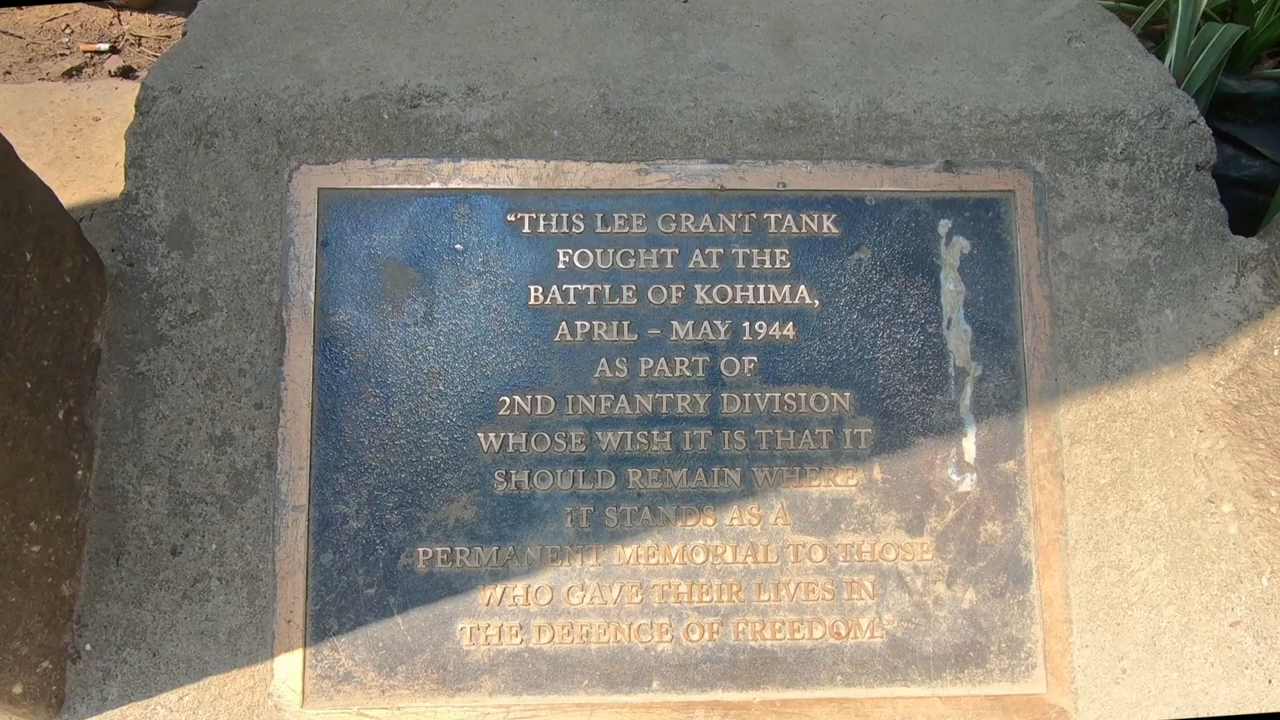 “THIS LEE GRANT TANK
FOUGHT AT THE
BATTLE OF KOHIMA,
APRIL – MAY 1944
AS PART OF
2ND INFANTRY DIVISION
WHOSE WISH IT IS THAT IT
SHOULD REMAIN WHERE
IT STANDS AS A
PERMANENT MEMORIAL TO THOSE
WHO GAVE THEIR LIVES IN
THE DEFENCE OF FREEDOM.”